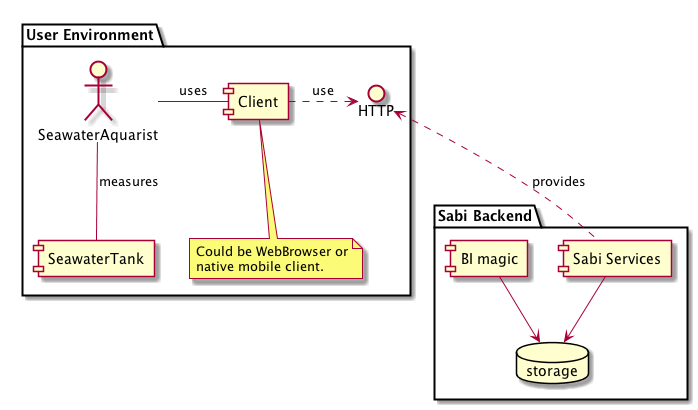 User Environment
uses
Client
use
HTTP
SeawaterAquarist
measures
provides
Sabi Backend
SeawaterTank
Could be WebBrowser or
native mobile client.
BI magic
Sabi Services
storage